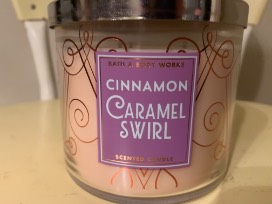 BATH & BODY WORKS
CINNAMON
CARAMEL
SWIRL
SCENTED CANDLE